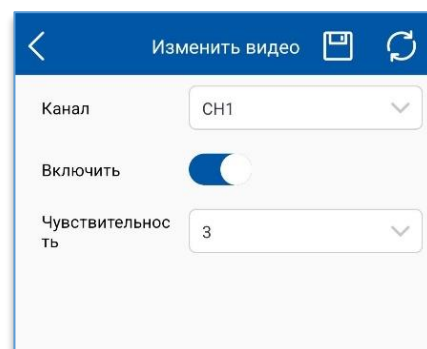 Изменить видео
Канал
CH1
Включить
Чувствительнос
ть
3